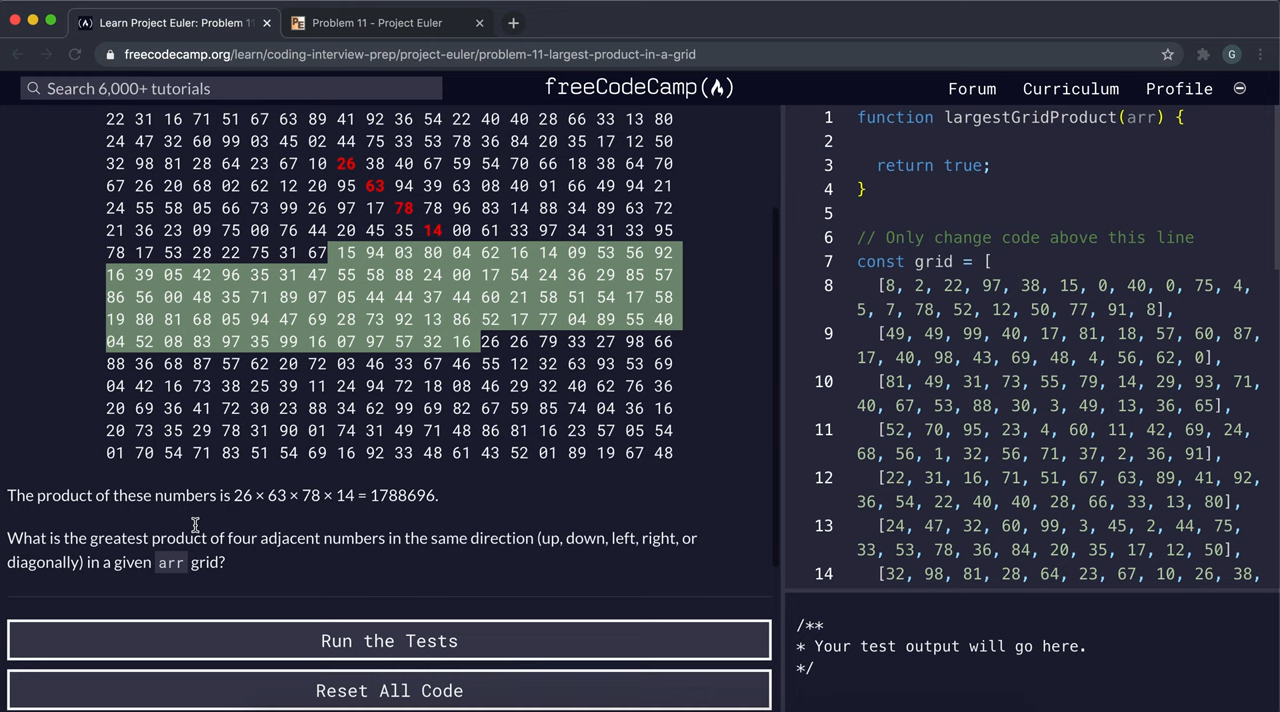 Learn Project Euler: Problem 11
Problem 11 - Project Euler
freecodecamp.org/learn/coding-interview-prep/project-euler/problem-11-largest-product-in-a-grid
G
Search 6,000+ tutorials
freeCodeCamp
Forum
Curriculum
Profile
22 31 16 71 51 67 63 89 41 92 36 54 22 40 40 28 66 33 13 80
24 47 32 60 99 03 45 02 44 75 33 53 78 36 84 20 35 17 12 50
32 98 81 28 64 23 67 10 26 38 40 67 59 54 70 66 18 38 64 70
67 26 20 68 02 62 12 20 95 63 94 39 63 08 40 91 66 49 94 21
24 55 58 05 66 73 99 26 97 17 78 78 96 83 14 88 34 89 63 72
21 36 23 09 75 00 76 44 20 45 35 14 00 61 33 97 34 31 33 95
78 17 53 28 22 75 31 67 15 94 03 80 04 62 16 14 09 53 56 92
16 39 05 42 96 35 31 47 55 58 88 24 00 17 54 24 36 29 85 57
86 56 00 48 35 71 89 07 05 44 44 37 44 60 21 58 51 54 17 58
19 80 81 68 05 94 47 69 28 73 92 13 86 52 17 77 04 89 55 40
04 52 08 83 97 35 99 16 07 97 57 32 16 26 26 79 33 27 98 66
88 36 68 87 57 62 20 72 03 46 33 67 46 55 12 32 63 93 53 69
04 42 16 73 38 25 39 11 24 94 72 18 08 46 29 32 40 62 76 36
20 69 36 41 72 30 23 88 34 62 99 69 82 67 59 85 74 04 36 16
20 73 35 29 78 31 90 01 74 31 49 71 48 86 81 16 23 57 05 54
01 70 54 71 83 51 54 69 16 92 33 48 61 43 52 01 89 19 67 48
The product of these numbers is 26 × 63 × 78 × 14 = 1788696.
What is the greatest product of four adjacent numbers in the same direction (up, down, left, right, or
diagonally) in a given arr grid?
Run the Tests
Reset All Code
1 function largestGridProduct(arr) {
2
3 return true;
4 }
5
6 // Only change code above this line
7 const grid = [
8 [8, 2, 22, 97, 38, 15, 0, 40, 0, 75, 4,
5, 7, 78, 52, 12, 50, 77, 91, 8],
9 [49, 49, 99, 40, 17, 81, 18, 57, 60, 87,
17, 40, 98, 43, 69, 48, 4, 56, 62, 0],
10 [81, 49, 31, 73, 55, 79, 14, 29, 93, 71,
40, 67, 53, 88, 30, 3, 49, 13, 36, 65],
11 [52, 70, 95, 23, 4, 60, 11, 42, 69, 24,
68, 56, 1, 32, 56, 71, 37, 2, 36, 91],
12 [22, 31, 16, 71, 51, 67, 63, 89, 41, 92,
36, 54, 22, 40, 40, 28, 66, 33, 13, 80],
13 [24, 47, 32, 60, 99, 3, 45, 2, 44, 75,
33, 53, 78, 36, 84, 20, 35, 17, 12, 50],
14 [32, 98, 81, 28, 64, 23, 67, 10, 26, 38,
/**
* Your test output will go here.
*/